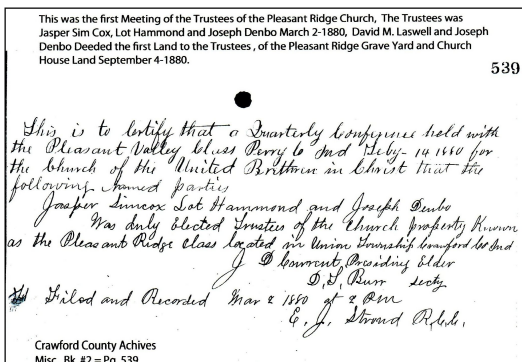 This was the first Meeting of the Trustees of the Pleasant Ridge Church, The Trustees was
Jasper Sim Cox, Lot Hammond and Joseph Denbo March 2-1880, David M. Laswell and Joseph
Denbo Deeded the first Land to the Trustees , of the Pleasant Ridge Grave Yard and Church
House Land September 4-1880.
539
This is to Certify that a Quarterly Conference held with
the Pleasant Valley Class Perry Co Ind Feby- 14 1880 for
the Church of the United Brethren in Christ that the
following named parties
Jasper Simcox Lot Hammond and Joseph Denbo
Was duly Elected Trustees of the Church property Known
as the Pleasant Ridge Class located in Union Township Crawford Co Ind
J D Current, Presiding Elder
D. S. Burr Secty
Filed and Recorded Mar 2 1880 at 2 PM
E. J. Stroud R.C.C.
Crawford County Achives
Misc. Bk. #2 = Pg. 539